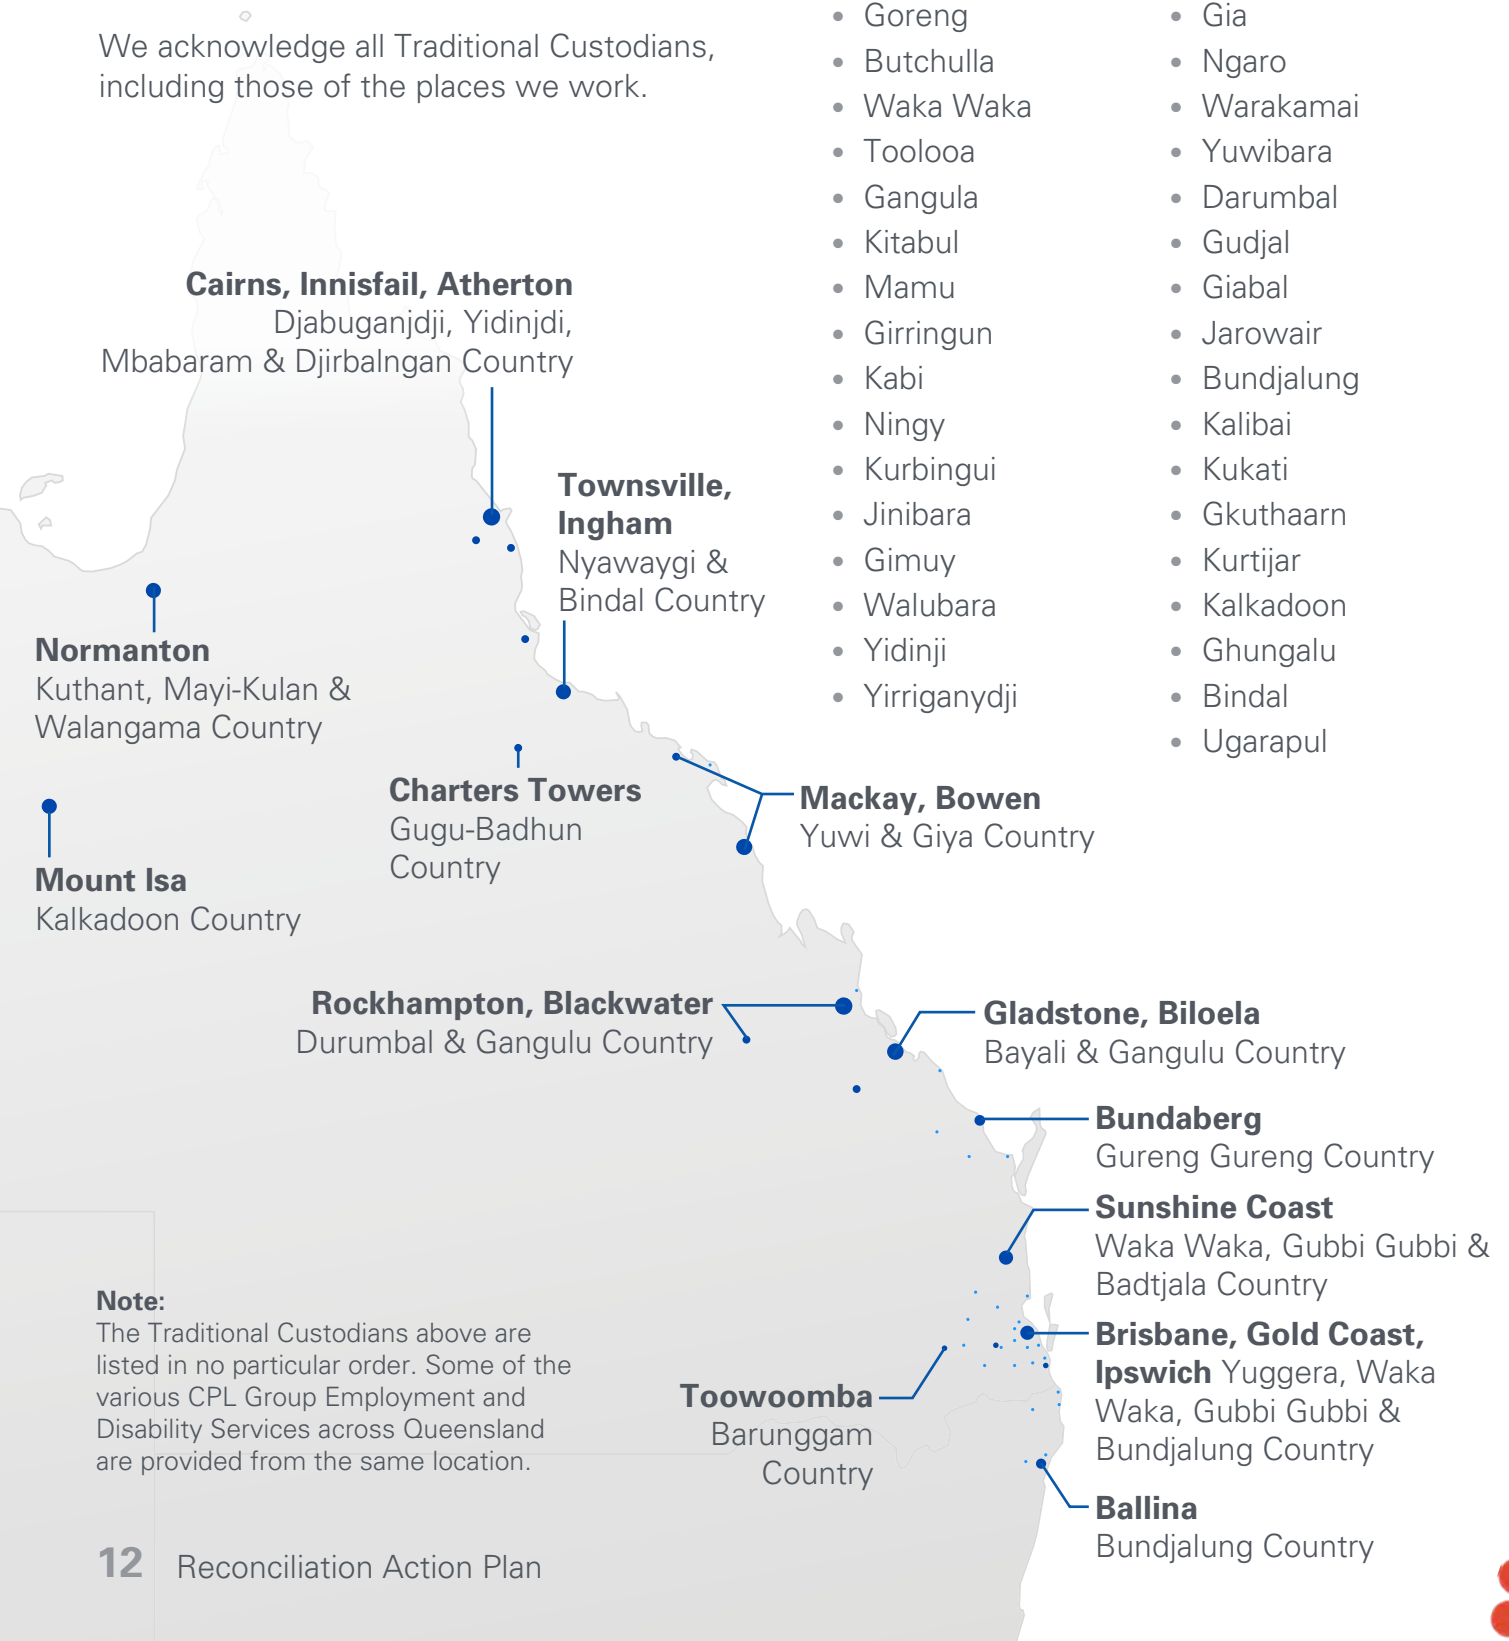 We acknowledge all Traditional Custodians,
including those of the places we work.
• Goreng
• Butchulla
• Waka Waka
• Toolooa
• Gangula
• Kitabul
• Mamu
• Girringun
• Kabi
• Ningy
• Kurbingui
• Jinibara
• Gimuy
• Walubara
• Yidinji
• Yirriganydji
• Gia
• Ngaro
• Warakamai
• Yuwibara
• Darumbal
• Gudjal
• Giabal
• Jarowair
• Bundjalung
• Kalibai
• Kukati
• Gkuthaarn
• Kurtijar
• Kalkadoon
• Ghungalu
• Bindal
• Ugarapul
Cairns, Innisfail, Atherton
Djabuganjdji, Yidinjdi,
Mbabaram & Djirbalngan Country
Townsville,
Ingham
Nyawaygi &
Bindal Country
Normanton
Kuthant, Mayi-Kulan &
Walangama Country
Charters Towers
Gugu-Badhun
Country
Mackay, Bowen
Yuwi & Giya Country
Mount Isa
Kalkadoon Country
Rockhampton, Blackwater
Durumbal & Gangulu Country
Gladstone, Biloela
Bayali & Gangulu Country
Bundaberg
Gureng Gureng Country
Sunshine Coast
Waka Waka, Gubbi Gubbi &
Badtjala Country
Brisbane, Gold Coast,
Ipswich Yuggera, Waka
Waka, Gubbi Gubbi &
Bundjalung Country
Toowoomba
Barunggam
Country
Ballina
Bundjalung Country
Note:
The Traditional Custodians above are
listed in no particular order. Some of the
various CPL Group Employment and
Disability Services across Queensland
are provided from the same location.
12 Reconciliation Action Plan